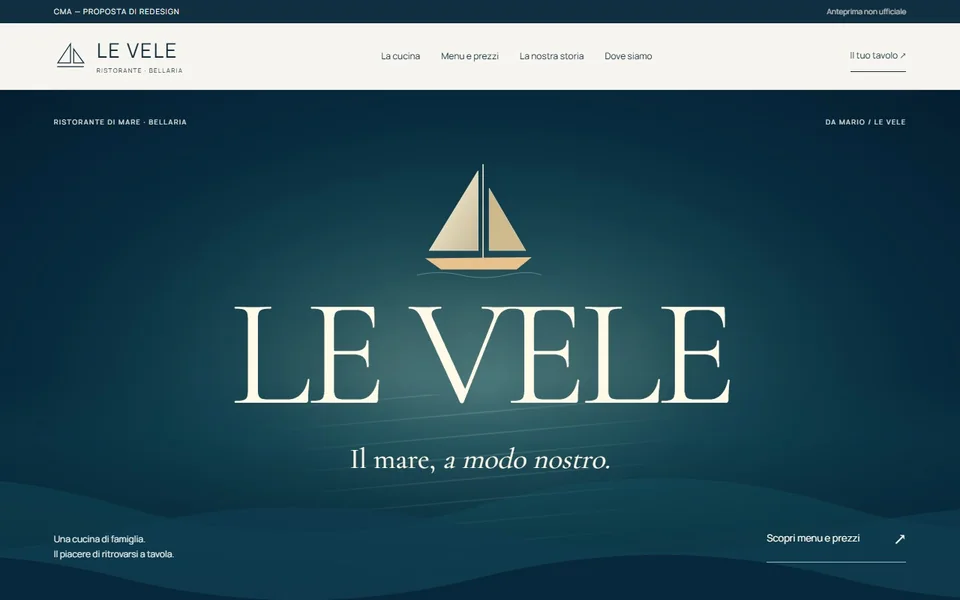 CMA — PROPOSTA DI REDESIGN
Anteprima non ufficiale
LE VELE
RISTORANTE · BELLARIA
La cucina
Menu e prezzi
La nostra storia
Dove siamo
Il tuo tavolo ↗
RISTORANTE DI MARE · BELLARIA
DA MARIO / LE VELE
LE VELE
Il mare, a modo nostro.
Una cucina di famiglia.
Il piacere di ritrovarsi a tavola.
Scopri menu e prezzi ↗